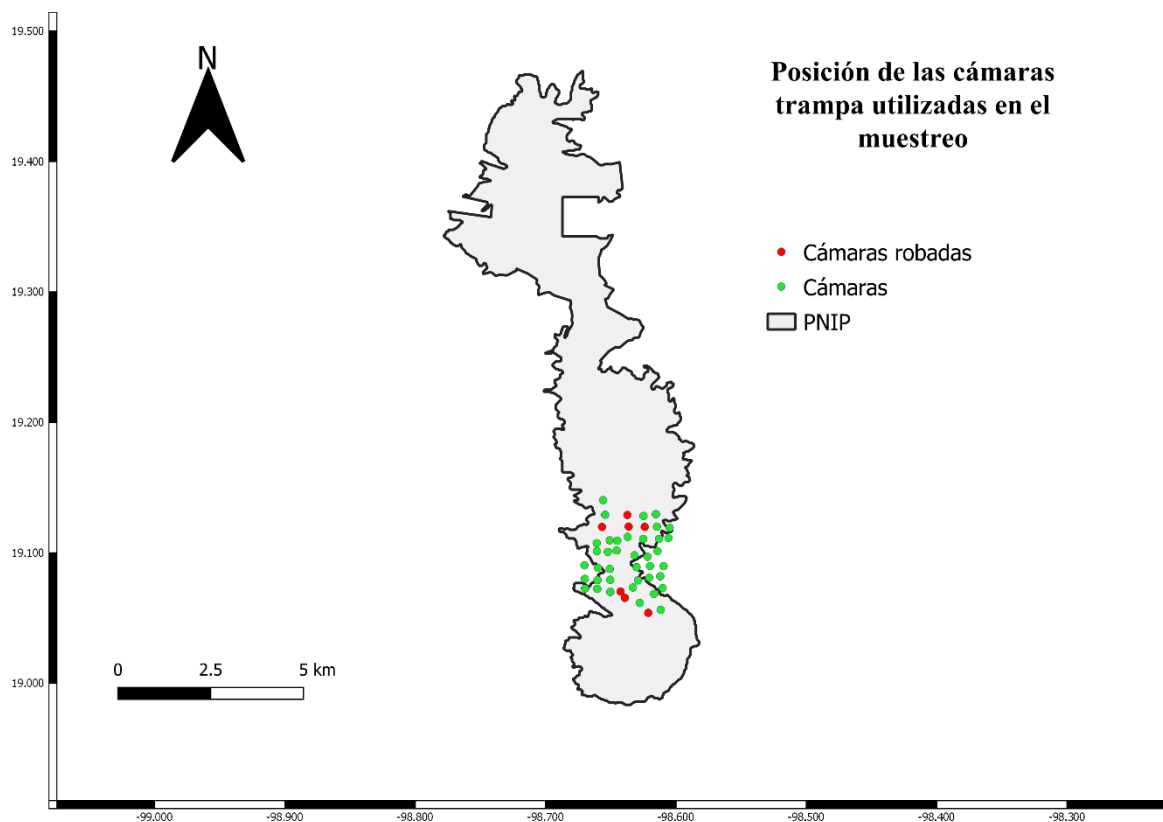 Posición de las cámaras
trampa utilizadas en el
muestreo
N
Cámaras robadas
Cámaras
PNIP
0 2.5 5 km
19.500
19.400
19.300
19.200
19.100
19.000
-99.000 -98.900 -98.800 -98.700 -98.600 -98.500 -98.400 -98.300